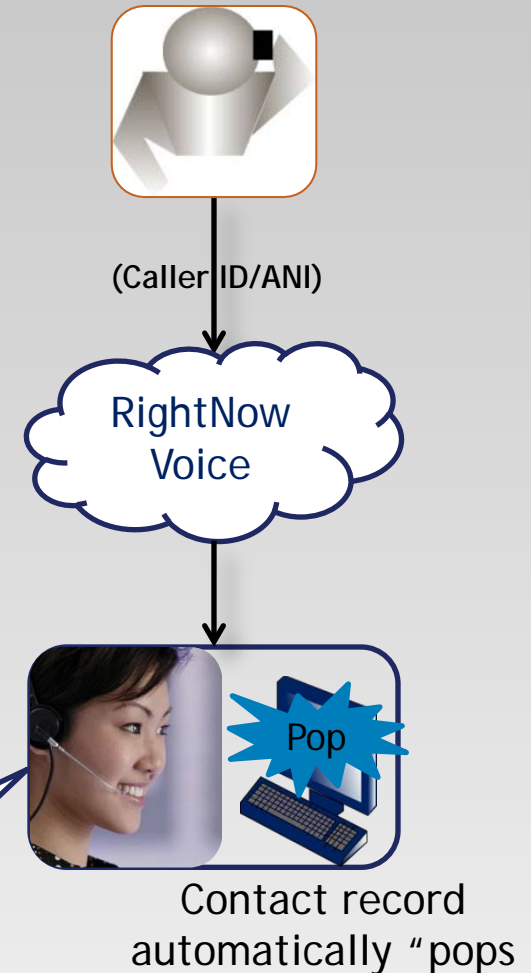 (Caller ID/ANI)
RightNow
Voice
Pop
Contact record
automatically “pops